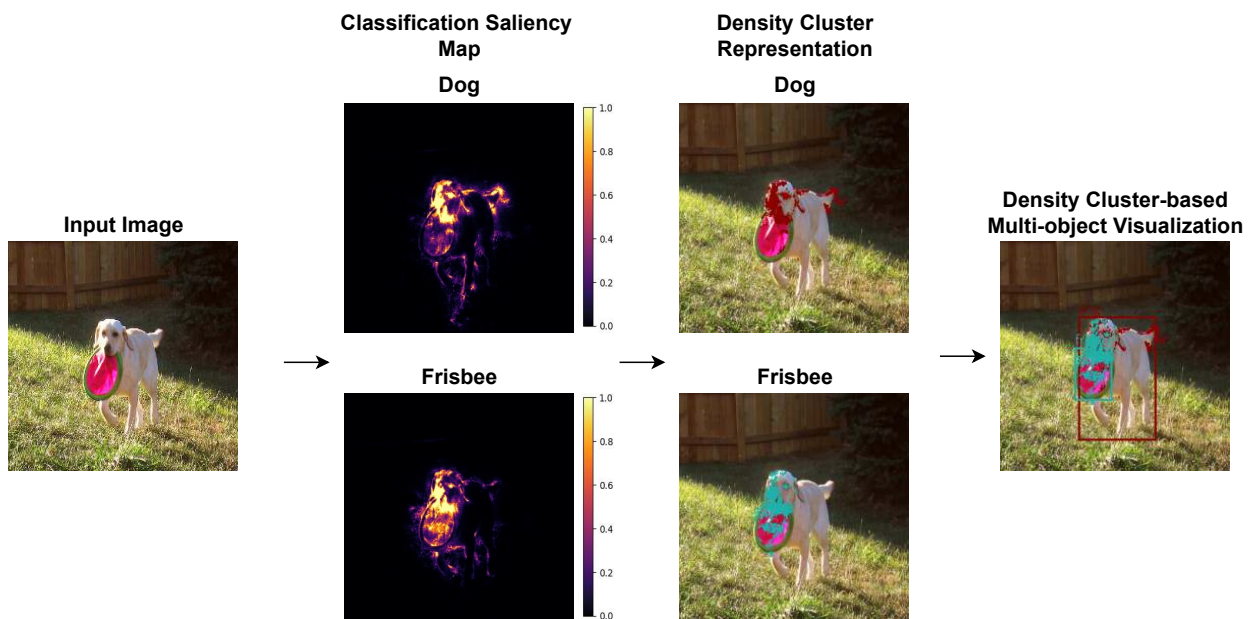 Classification Saliency
Map
Density Cluster
Representation
Dog
Dog
1.0
0.8
0.6
0.4
0.2
0.0
Input Image
Density Cluster-based
Multi-object Visualization
Frisbee
Frisbee
1.0
0.8
0.6
0.4
0.2
0.0